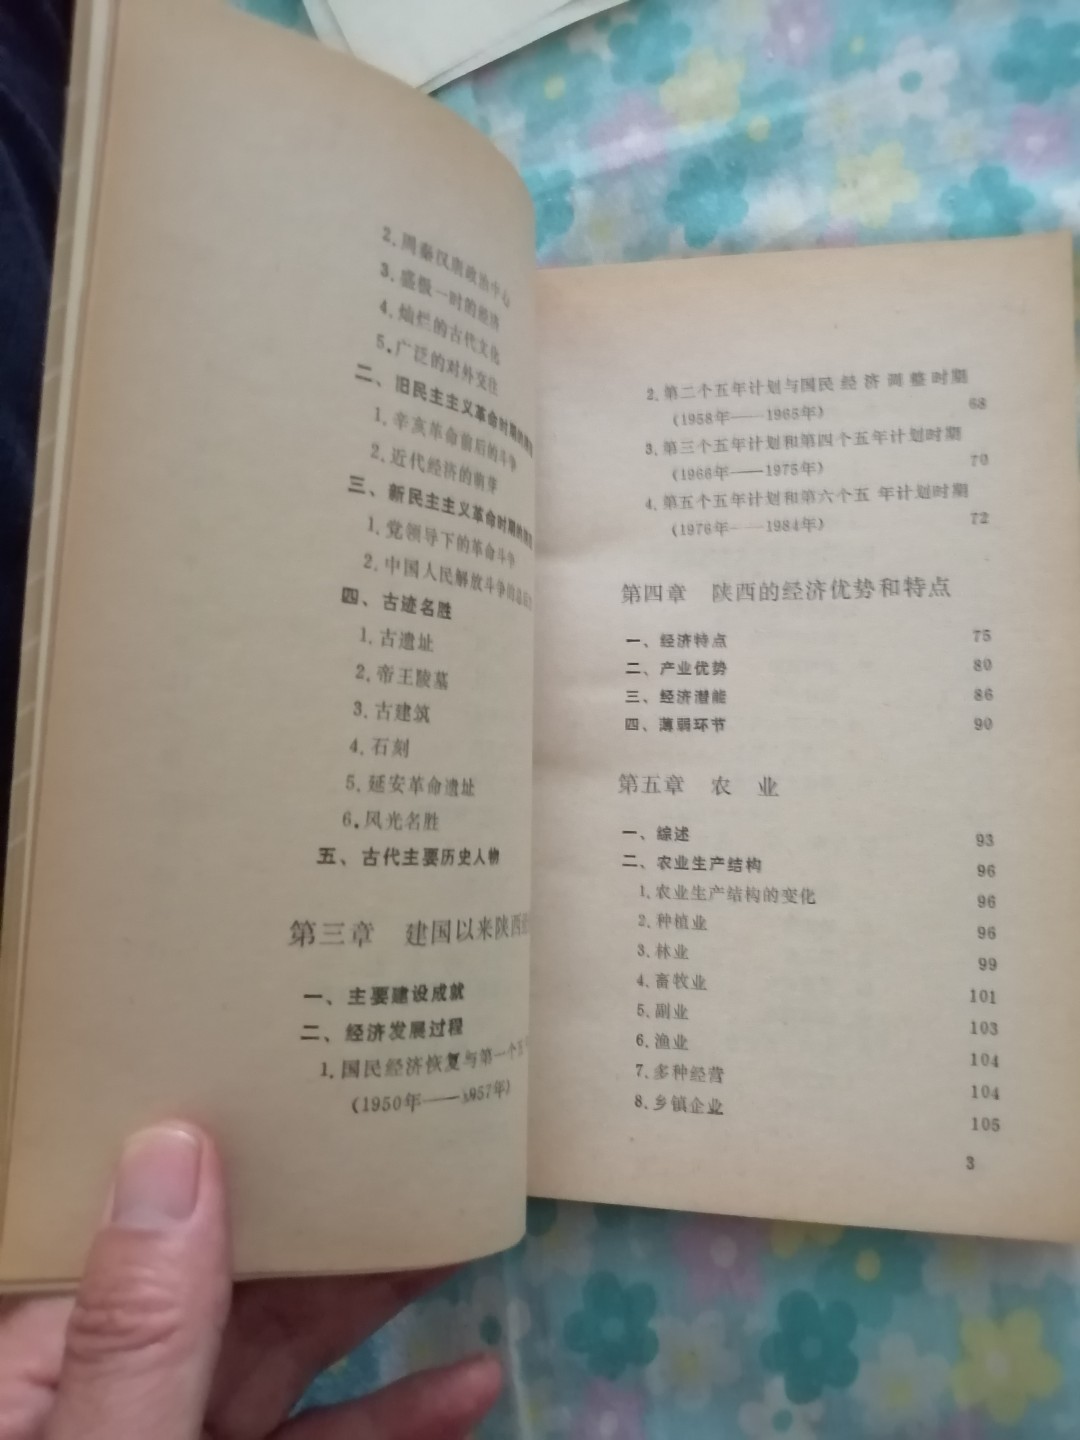 2.周秦汉唐政治中心
3.盛极一时的经济
4.灿烂的古代文化
5.广泛的对外交往
二、旧民主主义革命时期的
1.辛亥革命前后的斗争
2.近代经济的萌芽
三、新民主主义革命时期的
1.党领导下的革命斗争
2.中国人民解放斗争的总后方
四、古迹名胜
1.古遗址
2.帝王陵墓
3.古建筑
4.石刻
5.延安革命遗址
6.风光名胜
五、古代主要历史人物
第三章 建国以来陕西
一、主要建设成就
二、经济发展过程
1.国民经济恢复与第一个五
(1950年——1957年)
2.第二个五年计划与国民经济调整时期
(1958年——1965年) 68
3.第三个五年计划和第四个五年计划时期
(1966年——1975年) 70
4.第五个五年计划和第六个五年计划时期
(1976年——1984年) 72
第四章 陕西的经济优势和特点
一、经济特点 75
二、产业优势 80
三、经济潜能 86
四、薄弱环节 90
第五章 农业
一、综述 93
二、农业生产结构 96
1.农业生产结构的变化 96
2.种植业 96
3.林业 99
4.畜牧业 101
5.副业 103
6.渔业 104
7.多种经营 104
8.乡镇企业 105
3